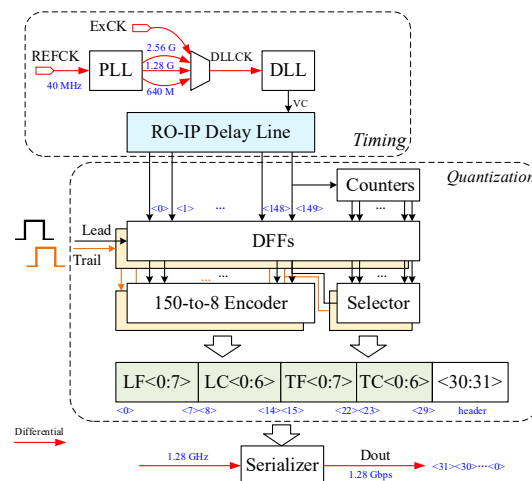 ExCK
REFCK
40 MHz
PLL
2.56 G
1.28 G
640 M
DLLCK
DLL
VC
RO-IP Delay Line
Timing
Quantization
<0> <1> ... <148> <149>
Counters
Lead
Trail
DFFs
...
...
...
150-to-8 Encoder
Selector
LF<0:7> LC<0:6> TF<0:7> TC<0:6> <30:31>
<0> <7><8> <14><15> <22><23> <29> header
Differential
1.28 GHz
Serializer
Dout
1.28 Gbps
<31><30>···<0>